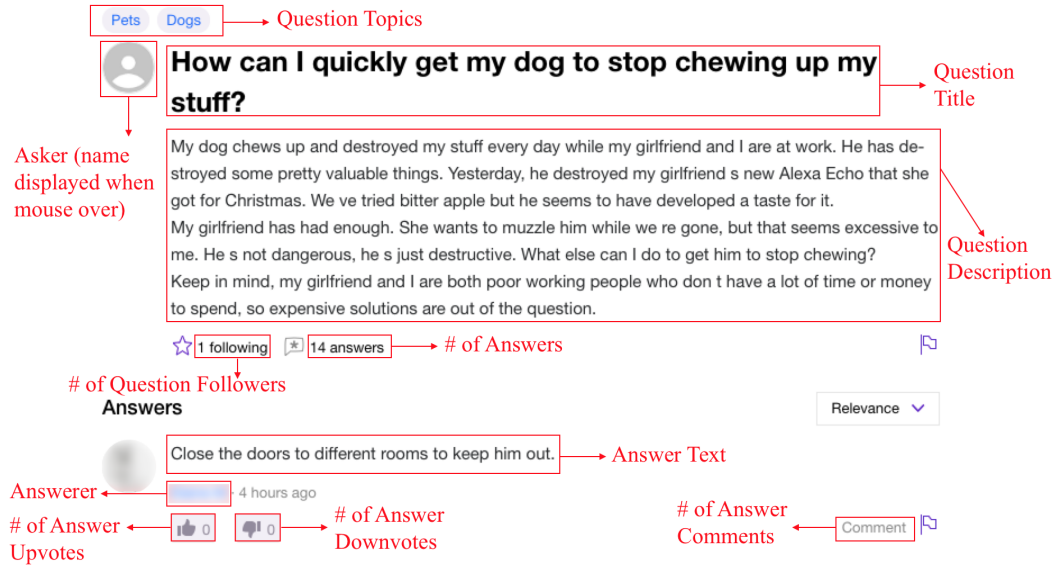 Pets Dogs Question Topics
How can I quickly get my dog to stop chewing up my
stuff?
Question
Title
Asker (name
displayed when
mouse over)
My dog chews up and destroyed my stuff every day while my girlfriend and I are at work. He has de-
stroyed some pretty valuable things. Yesterday, he destroyed my girlfriend s new Alexa Echo that she
got for Christmas. We ve tried bitter apple but he seems to have developed a taste for it.
My girlfriend has had enough. She wants to muzzle him while we re gone, but that seems excessive to
me. He s not dangerous, he s just destructive. What else can I do to get him to stop chewing?
Keep in mind, my girlfriend and I are both poor working people who don t have a lot of time or money
to spend, so expensive solutions are out of the question.
Question
Description
1 following 14 answers # of Answers
# of Question Followers
Answers
Relevance
Close the doors to different rooms to keep him out. Answer Text
Answerer 4 hours ago
# of Answer
Upvotes
0
0
# of Answer
Downvotes
# of Answer
Comments
Comment